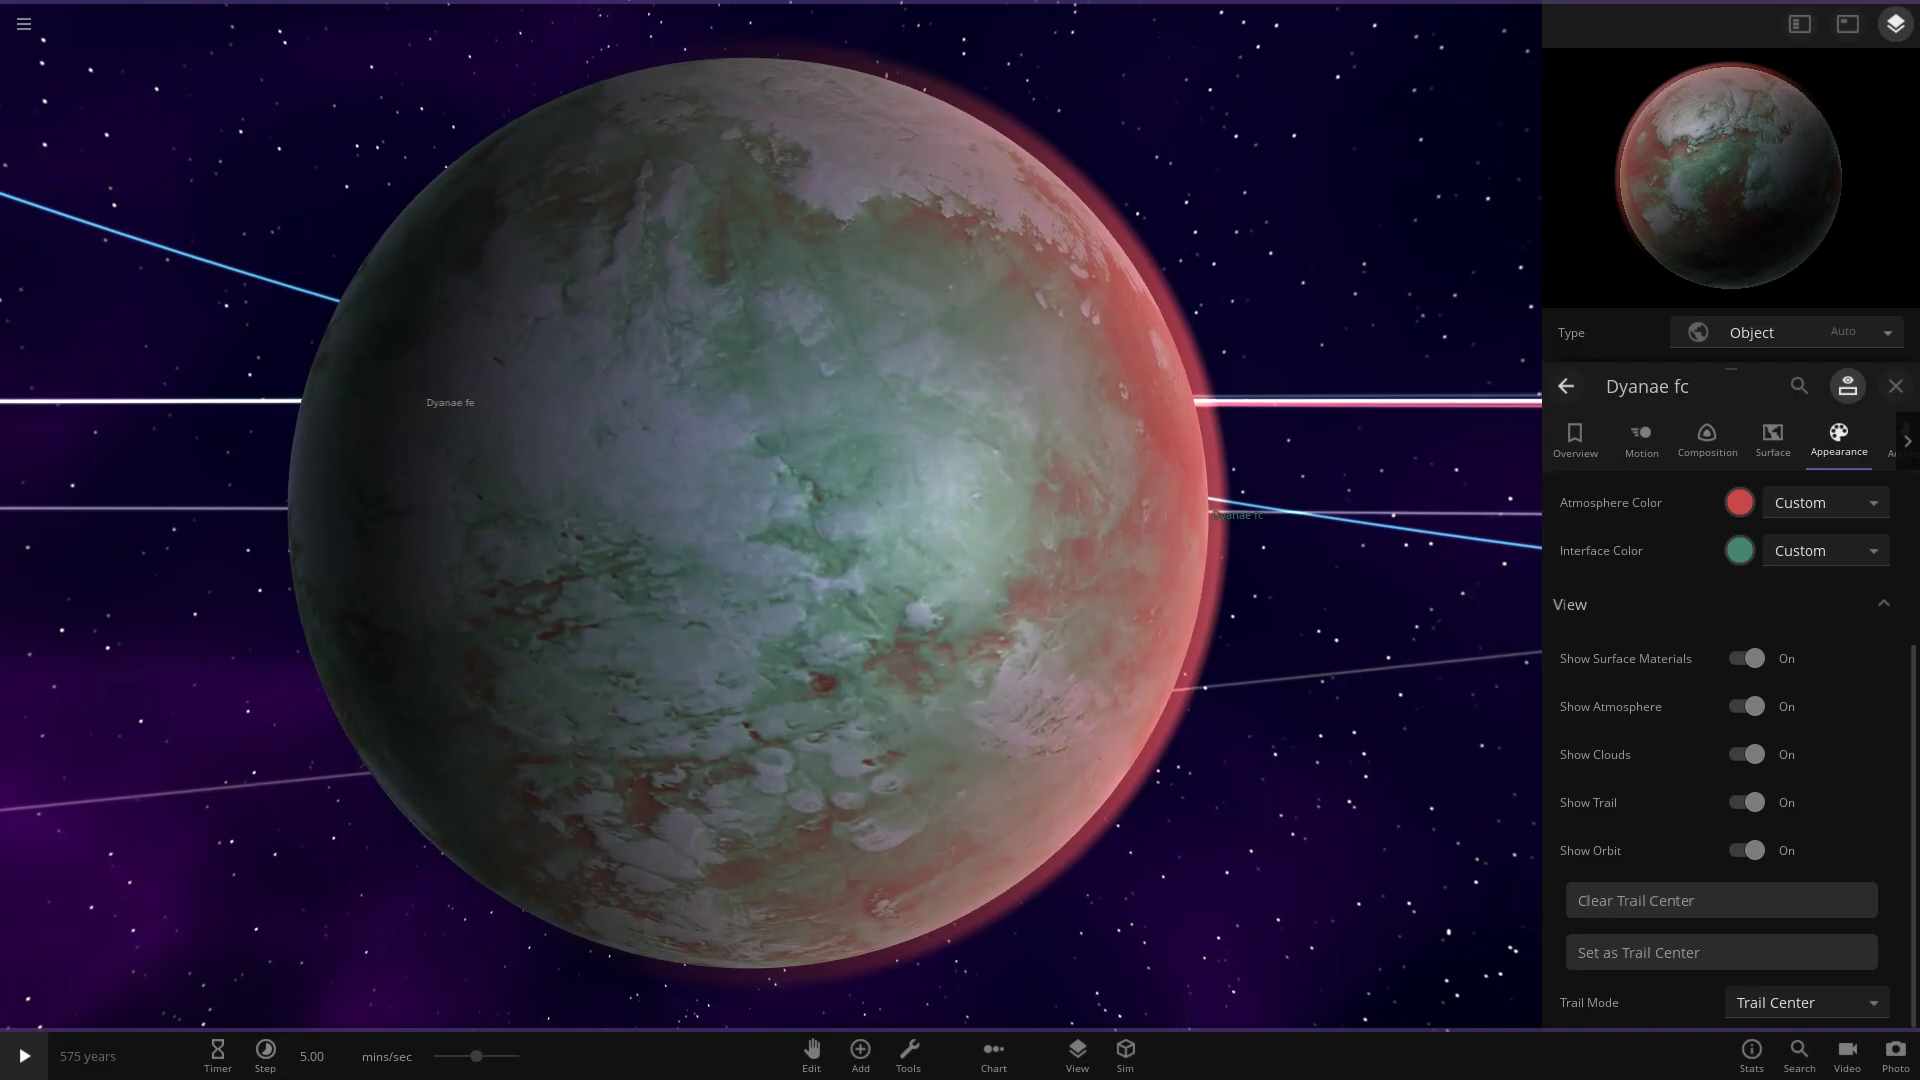 Type
Object
Auto
Dyanae fc
Overview
Motion
Composition
Surface
Appearance
Atmosphere Color
Custom
Interface Color
Custom
View
Show Surface Materials
On
Show Atmosphere
On
Show Clouds
On
Show Trail
On
Show Orbit
On
Clear Trail Center
Set as Trail Center
Trail Mode
Trail Center
Dyanae fe
Dyanae fc
575 years
Timer
Step
5.00
mins/sec
Edit
Add
Tools
Chart
View
Sim
Stats
Search
Video
Photo